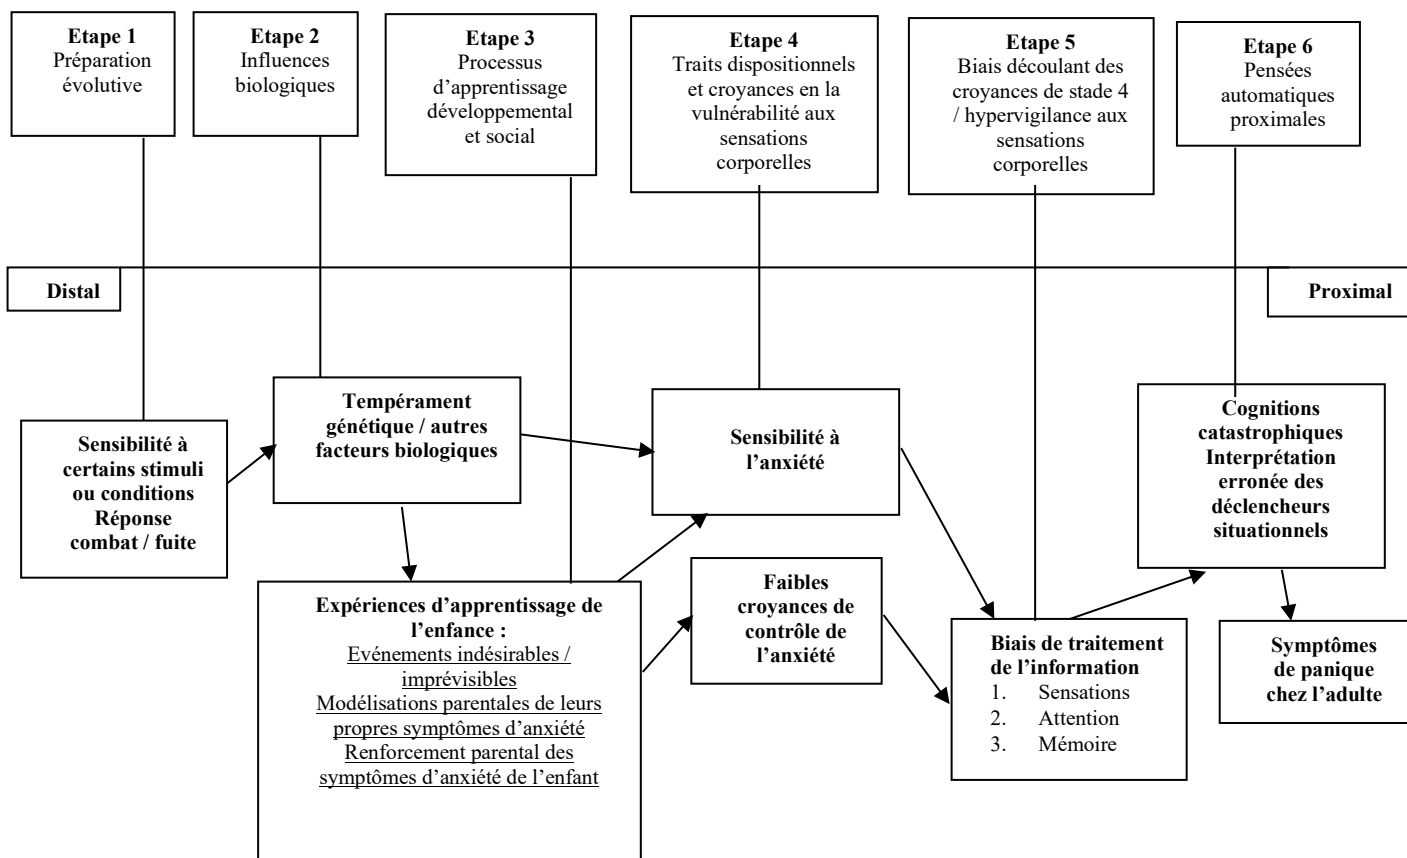 Etape 1
Préparation
évolutive
Etape 2
Influences
biologiques
Etape 3
Processus
d’apprentissage
développemental
et social
Etape 4
Traits dispositionnels
et croyances en la
vulnérabilité aux
sensations
corporelles
Etape 5
Biais découlant des
croyances de stade 4
/ hypervigilance aux
sensations
corporelles
Etape 6
Pensées
automatiques
proximales
Distal
Proximal
Sensibilité à
certains stimuli
ou conditions
Réponse
combat / fuite
Tempérament
génétique / autres
facteurs biologiques
Expériences d’apprentissage de
l’enfance :
Evénements indésirables /
imprévisibles
Modélisations parentales de leurs
propres symptômes d’anxiété
Renforcement parental des
symptômes d’anxiété de l’enfant
Sensibilité à
l’anxiété
Faibles
croyances de
contrôle de
l’anxiété
Biais de traitement
de l’information
1. Sensations
2. Attention
3. Mémoire
Cognitions
catastrophiques
Interprétation
erronée des
déclencheurs
situationnels
Symptômes
de panique
chez l’adulte